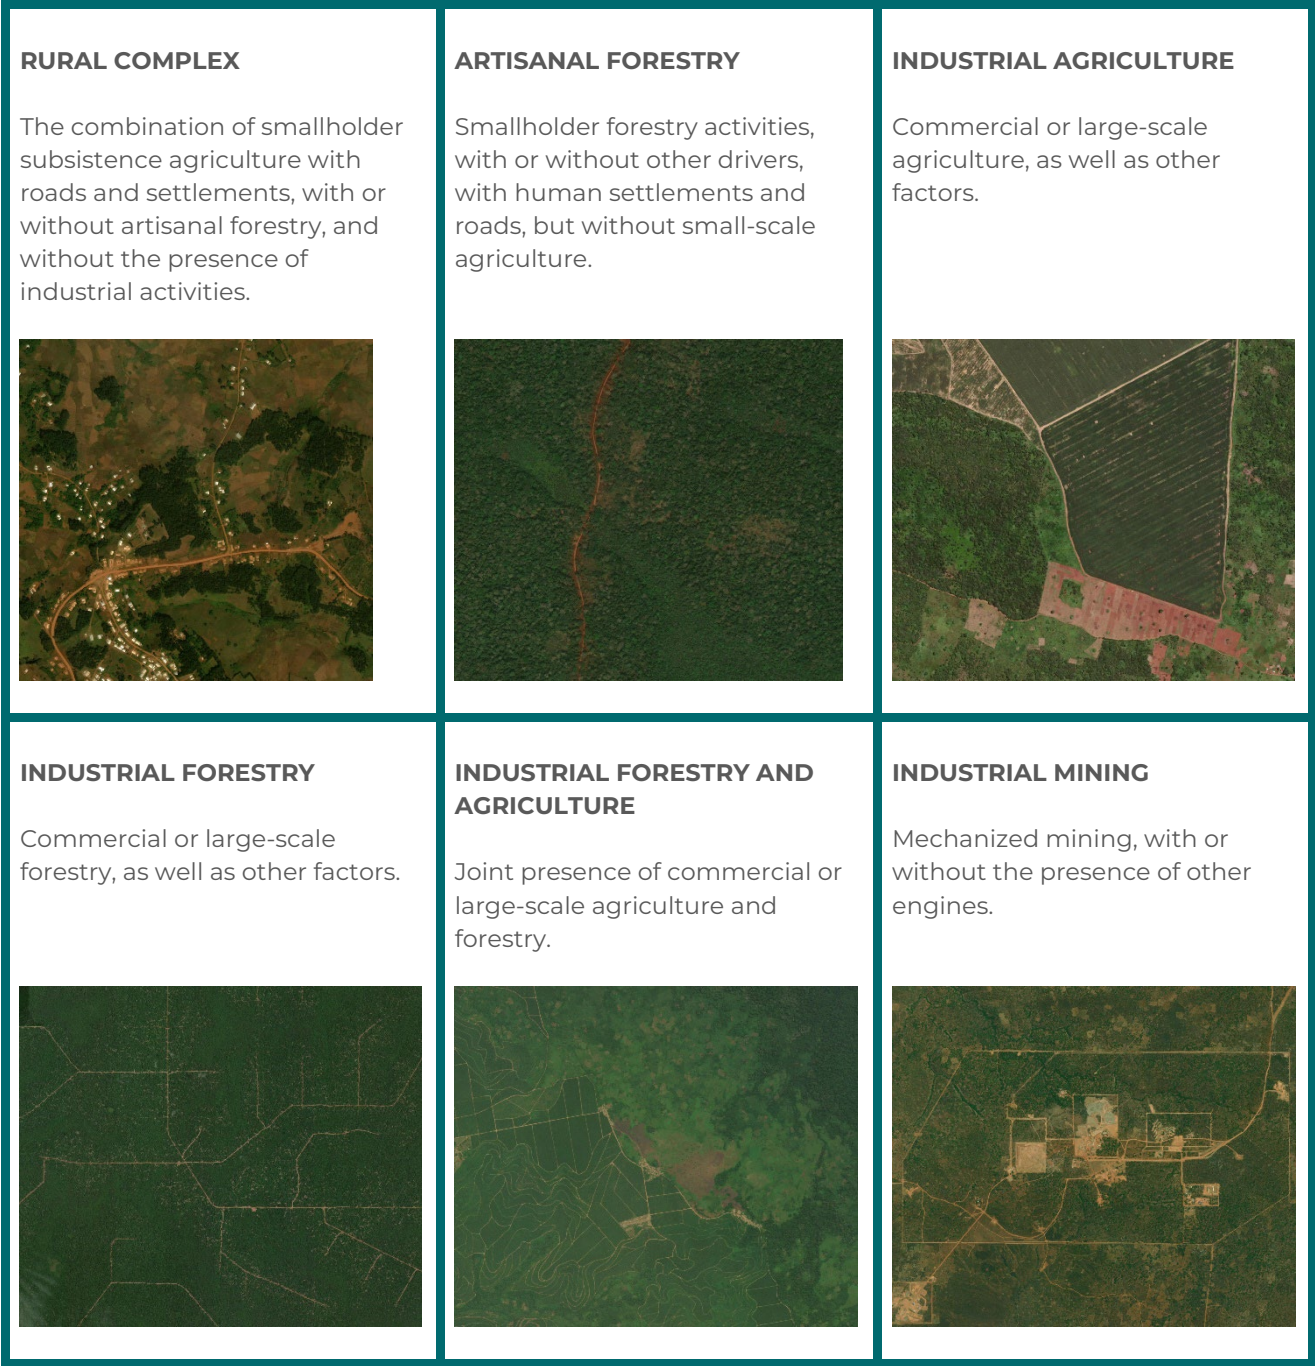 RURAL COMPLEX
The combination of smallholder
subsistence agriculture with
roads and settlements, with or
without artisanal forestry, and
without the presence of
industrial activities.
ARTISANAL FORESTRY
Smallholder forestry activities,
with or without other drivers,
with human settlements and
roads, but without small-scale
agriculture.
INDUSTRIAL AGRICULTURE
Commercial or large-scale
agriculture, as well as other
factors.
INDUSTRIAL FORESTRY
Commercial or large-scale
forestry, as well as other factors.
INDUSTRIAL FORESTRY AND
AGRICULTURE
Joint presence of commercial or
large-scale agriculture and
forestry.
INDUSTRIAL MINING
Mechanized mining, with or
without the presence of other
engines.